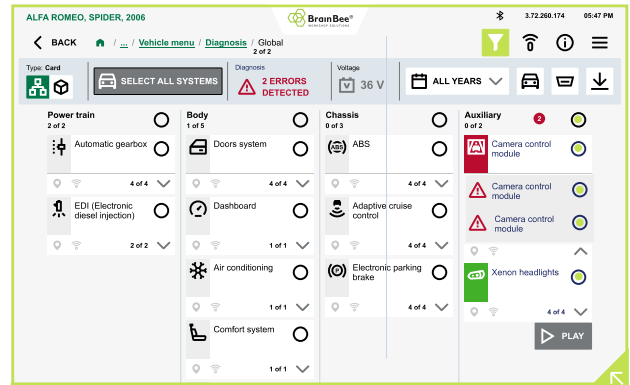 ALFA ROMEO, SPIDER, 2006
BrainBee®
WORKSHOP SOLUTIONS
3.72.260.174
05:47 PM
BACK / ... / Vehicle menu / Diagnosis / Global
2 of 2
Type: Card
SELECT ALL SYSTEMS
Diagnosis
2 ERRORS
DETECTED
Voltage
36 V
ALL YEARS
Power train
2 of 2
Automatic gearbox
4 of 4
EDI (Electronic
diesel injection)
2 of 2
Body
1 of 5
Doors system
4 of 4
Dashboard
1 of 1
Air conditioning
1 of 1
Comfort system
1 of 1
Chassis
0 of 3
ABS
ABS
4 of 4
Adaptive cruise
control
4 of 4
Electronic parking
brake
4 of 4
Auxiliary
0 of 2
2
Camera control
module
Camera control
module
Camera control
module
Xenon headlights
4 of 4
PLAY